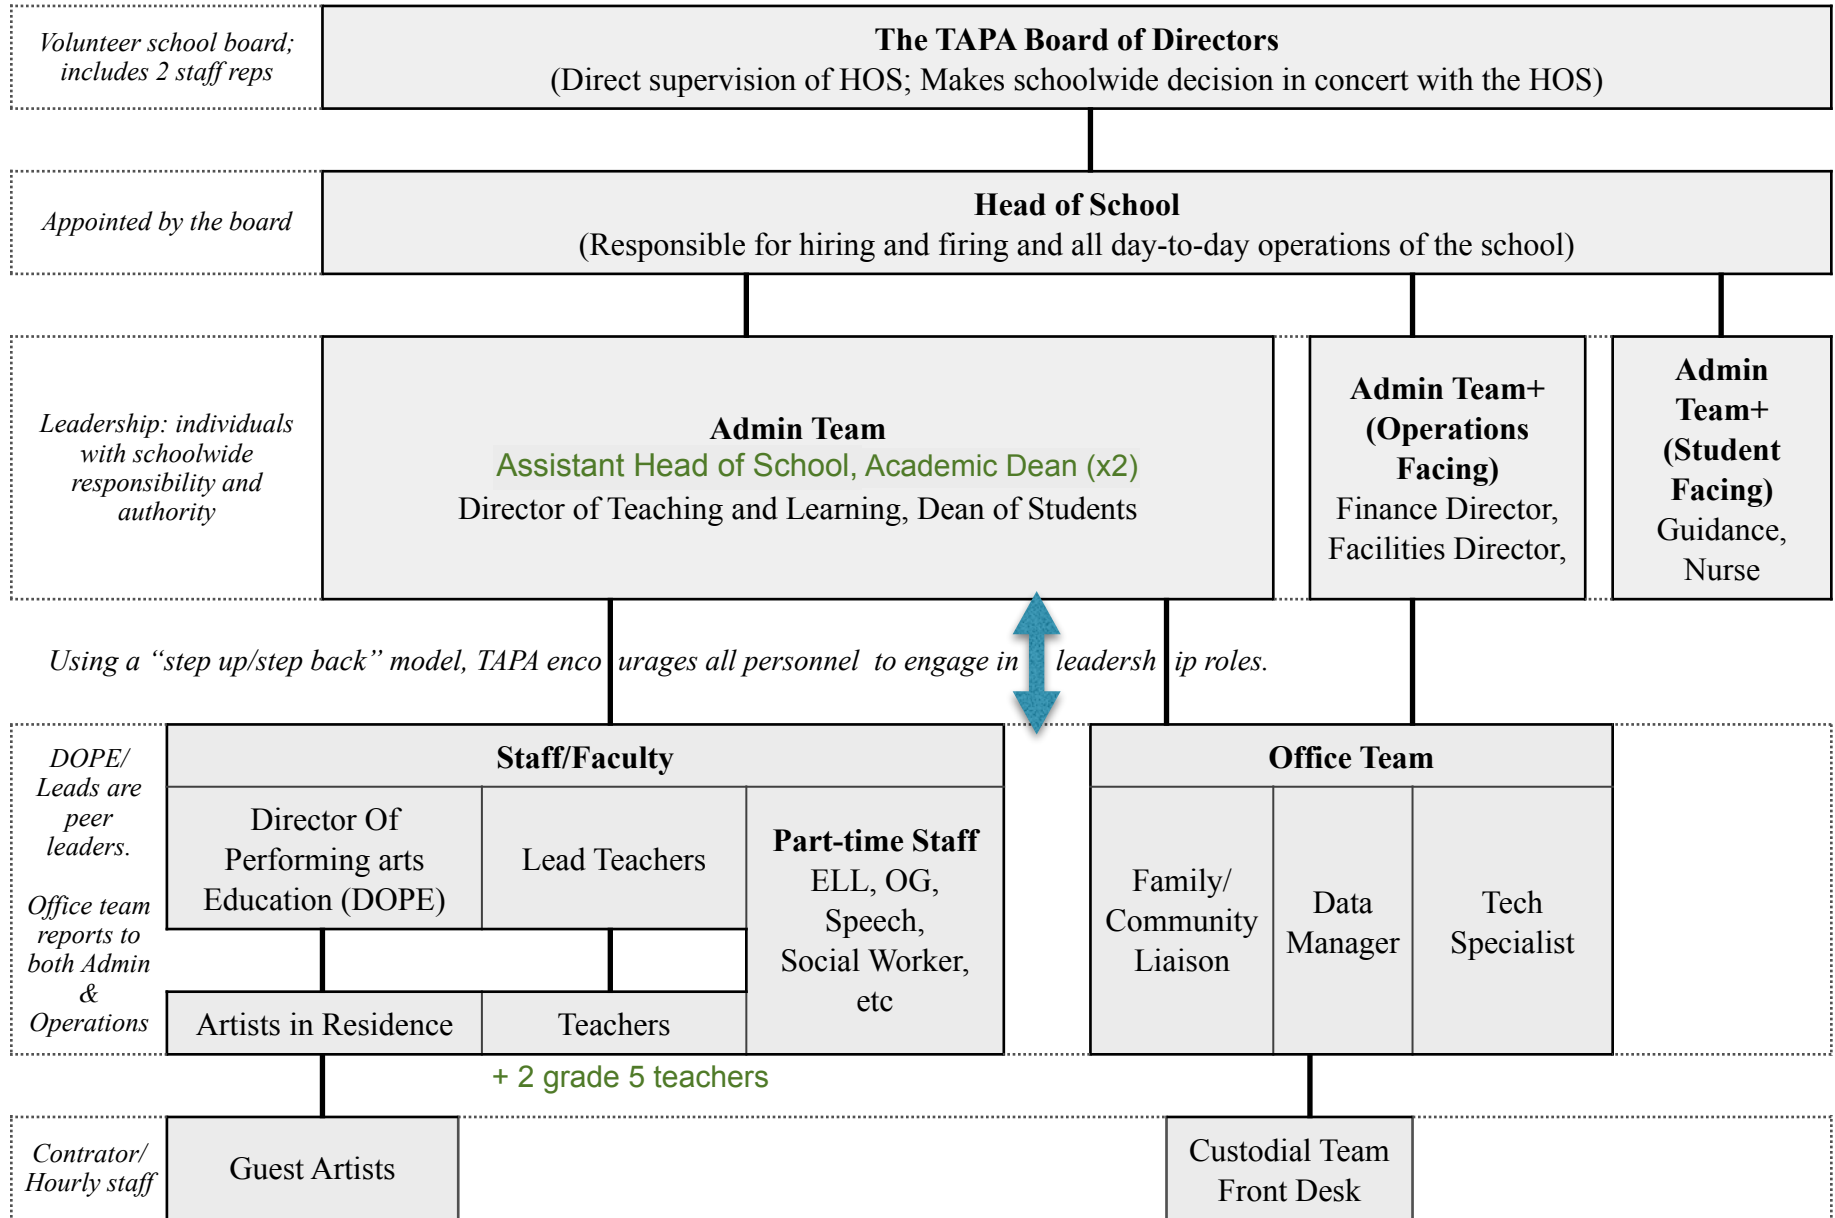 Volunteer school board;
includes 2 staff reps
The TAPA Board of Directors
(Direct supervision of HOS; Makes schoolwide decision in concert with the HOS)
Appointed by the board
Head of School
(Responsible for hiring and firing and all day-to-day operations of the school)
Leadership: individuals
with schoolwide
responsibility and
authority
Admin Team
Assistant Head of School, Academic Dean (x2)
Director of Teaching and Learning, Dean of Students
Admin Team+
(Operations
Facing)
Finance Director,
Facilities Director,
Admin
Team+
(Student
Facing)
Guidance,
Nurse
Using a “step up/step back” model, TAPA encourages all personnel to engage in leadership roles.
DOPE/
Leads are
peer
leaders.
Office team
reports to
both Admin
&
Operations
Staff/Faculty
Director Of
Performing arts
Education (DOPE)
Lead Teachers
Part-time Staff
ELL, OG,
Speech,
Social Worker,
etc
Artists in Residence
Teachers
+ 2 grade 5 teachers
Office Team
Family/
Community
Liaison
Data
Manager
Tech
Specialist
Contrator/
Hourly staff
Guest Artists
Custodial Team
Front Desk